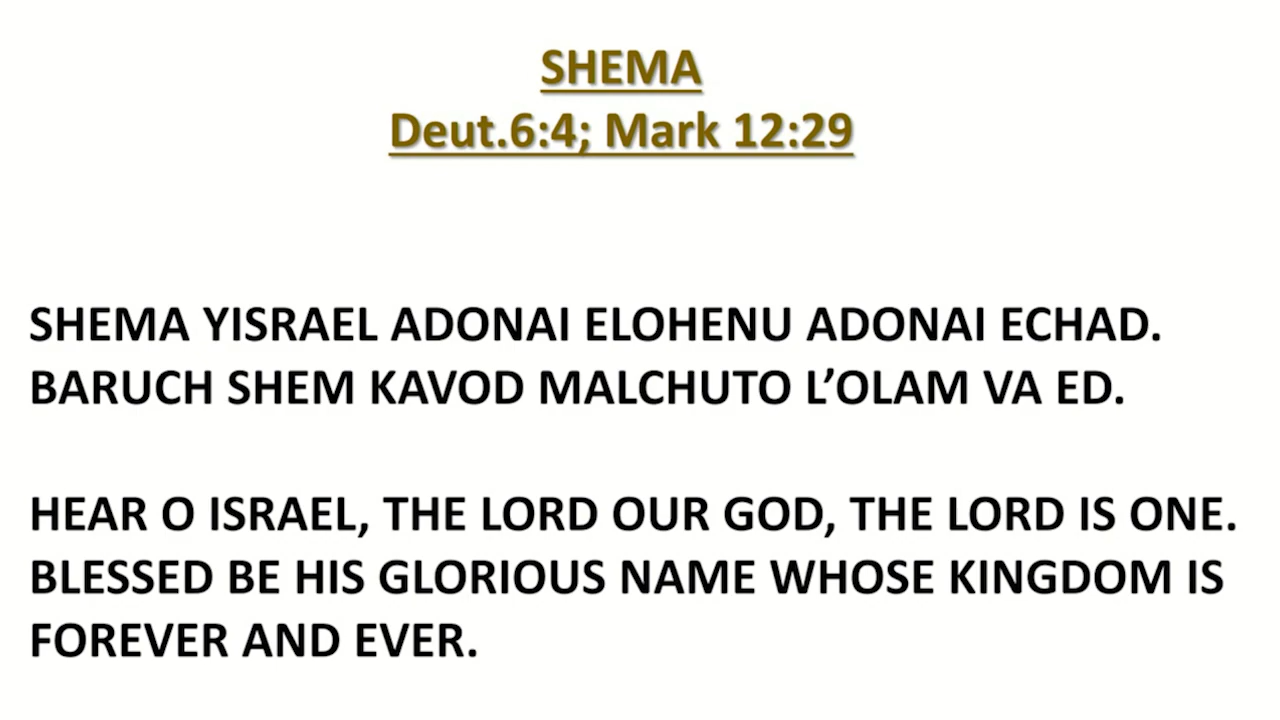 SHEMA
Deut.6:4; Mark 12:29
SHEMA YISRAEL ADONAI ELOHENU ADONAI ECHAD.
BARUCH SHEM KAVOD MALCHUTO L’OLAM VA ED.
HEAR O ISRAEL, THE LORD OUR GOD, THE LORD IS ONE.
BLESSED BE HIS GLORIOUS NAME WHOSE KINGDOM IS
FOREVER AND EVER.